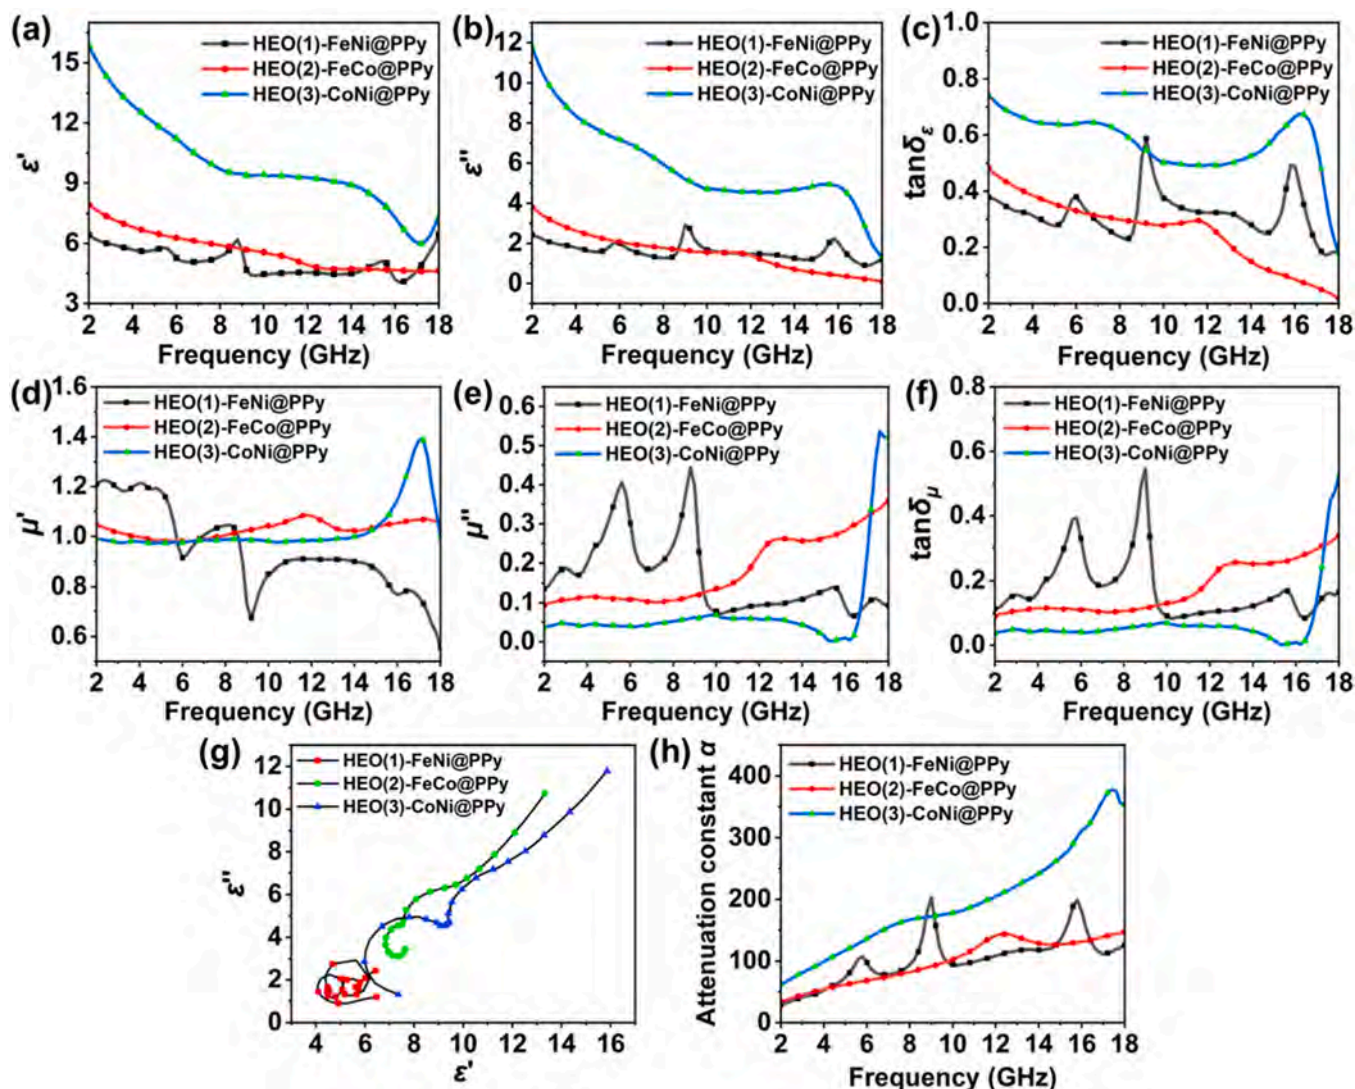 (a)
HEO(1)-FeNi@PPy
HEO(2)-FeCo@PPy
HEO(3)-CoNi@PPy
15
12
9
6
3
ε'
2 4 6 8 10 12 14 16 18
Frequency (GHz)
(b)
HEO(1)-FeNi@PPy
HEO(2)-FeCo@PPy
HEO(3)-CoNi@PPy
12
10
8
6
4
2
0
ε''
2 4 6 8 10 12 14 16 18
Frequency (GHz)
(c)
HEO(1)-FeNi@PPy
HEO(2)-FeCo@PPy
HEO(3)-CoNi@PPy
1.0
0.8
0.6
0.4
0.2
0.0
tanδε
2 4 6 8 10 12 14 16 18
Frequency (GHz)
(d)
HEO(1)-FeNi@PPy
HEO(2)-FeCo@PPy
HEO(3)-CoNi@PPy
1.6
1.4
1.2
1.0
0.8
0.6
μ'
2 4 6 8 10 12 14 16 18
Frequency (GHz)
(e)
HEO(1)-FeNi@PPy
HEO(2)-FeCo@PPy
HEO(3)-CoNi@PPy
0.6
0.5
0.4
0.3
0.2
0.1
0.0
μ''
2 4 6 8 10 12 14 16 18
Frequency (GHz)
(f)
HEO(1)-FeNi@PPy
HEO(2)-FeCo@PPy
HEO(3)-CoNi@PPy
0.8
0.6
0.4
0.2
0.0
tanδμ
2 4 6 8 10 12 14 16 18
Frequency (GHz)
(g)
HEO(1)-FeNi@PPy
HEO(2)-FeCo@PPy
HEO(3)-CoNi@PPy
12
10
8
6
4
2
0
ε''
4 6 8 10 12 14 16
ε'
(h)
HEO(1)-FeNi@PPy
HEO(2)-FeCo@PPy
HEO(3)-CoNi@PPy
400
300
200
100
0
Attenuation constant α
2 4 6 8 10 12 14 16 18
Frequency (GHz)